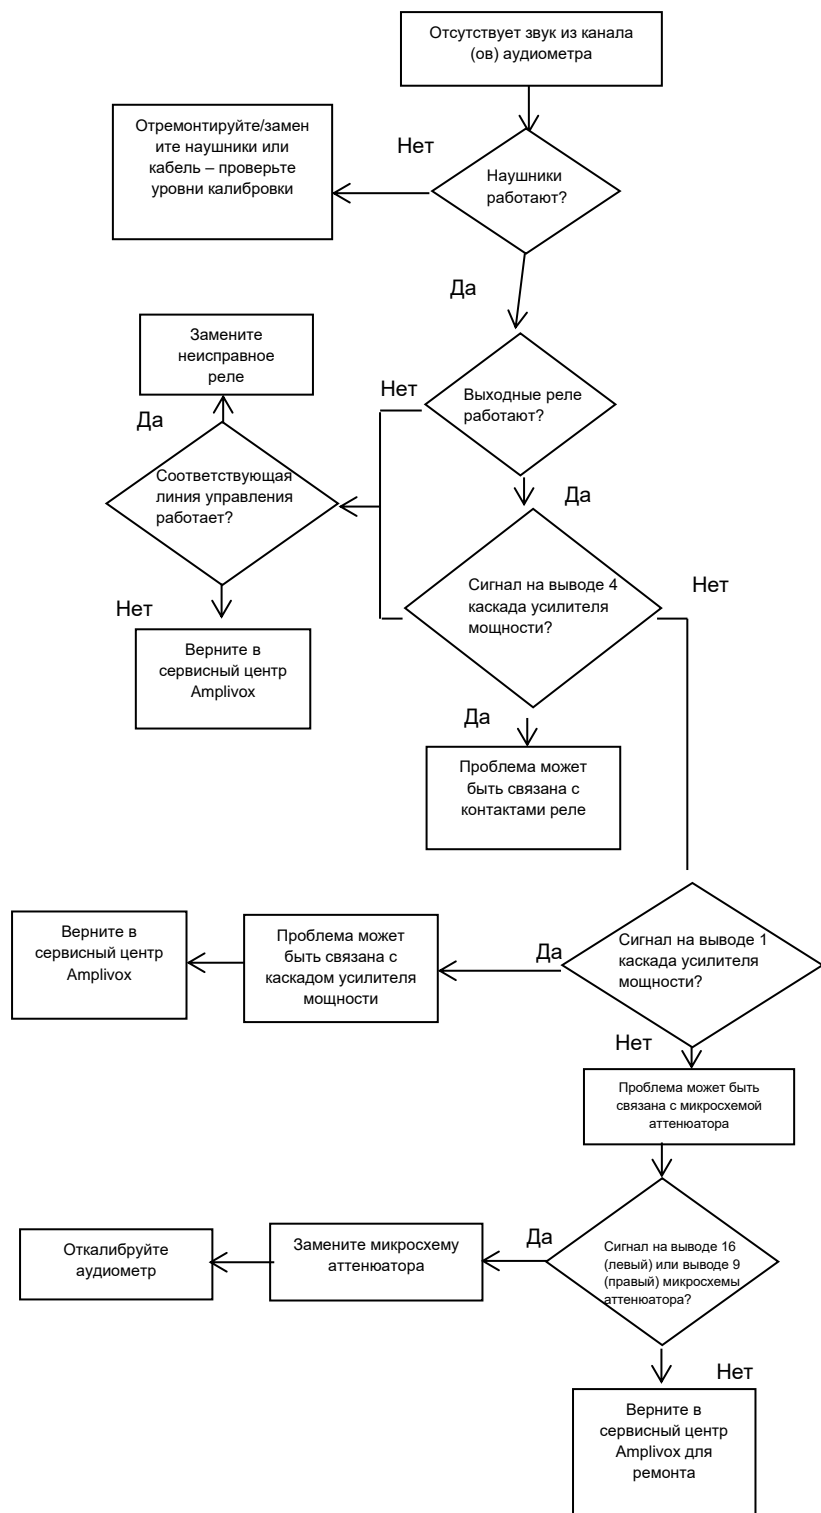 Отсутствует звук из канала
(ов) аудиометра
Отремонтируйте/замен
ите наушники или
кабель – проверьте
уровни калибровки
Нет
Наушники
работают?
Да
Замените
неисправное
реле
Нет
Выходные реле
работают?
Да
Соответствующая
линия управления
работает?
Да
Нет
Сигнал на выводе 4
каскада усилителя
мощности?
Нет
Верните в
сервисный центр
Amplivox
Да
Проблема может
быть связана с
контактами реле
Верните в
сервисный центр
Amplivox
Проблема может
быть связана с
каскадом усилителя
мощности
Да
Сигнал на выводе 1
каскада усилителя
мощности?
Нет
Проблема может быть
связана с микросхемой
аттенюатора
Откалибруйте
аудиометр
Замените микросхему
аттенюатора
Да
Сигнал на выводе 16
(левый) или выводе 9
(правый) микросхемы
аттенюатора?
Нет
Верните в
сервисный центр
Amplivox для
ремонта